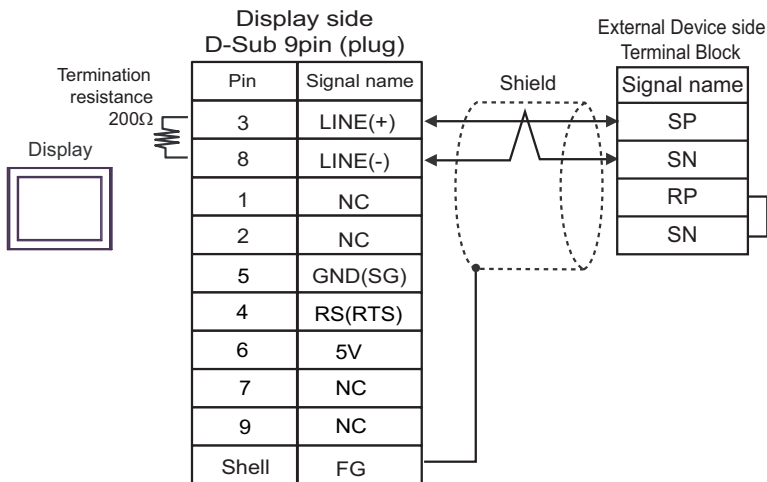 Display side
D-Sub 9pin (plug)
External Device side
Terminal Block
Termination
resistance
200Ω
Display
Shield
Pin Signal name
3 LINE(+)
8 LINE(-)
1 NC
2 NC
5 GND(SG)
4 RS(RTS)
6 5V
7 NC
9 NC
Shell FG
Signal name
SP
SN
RP
SN